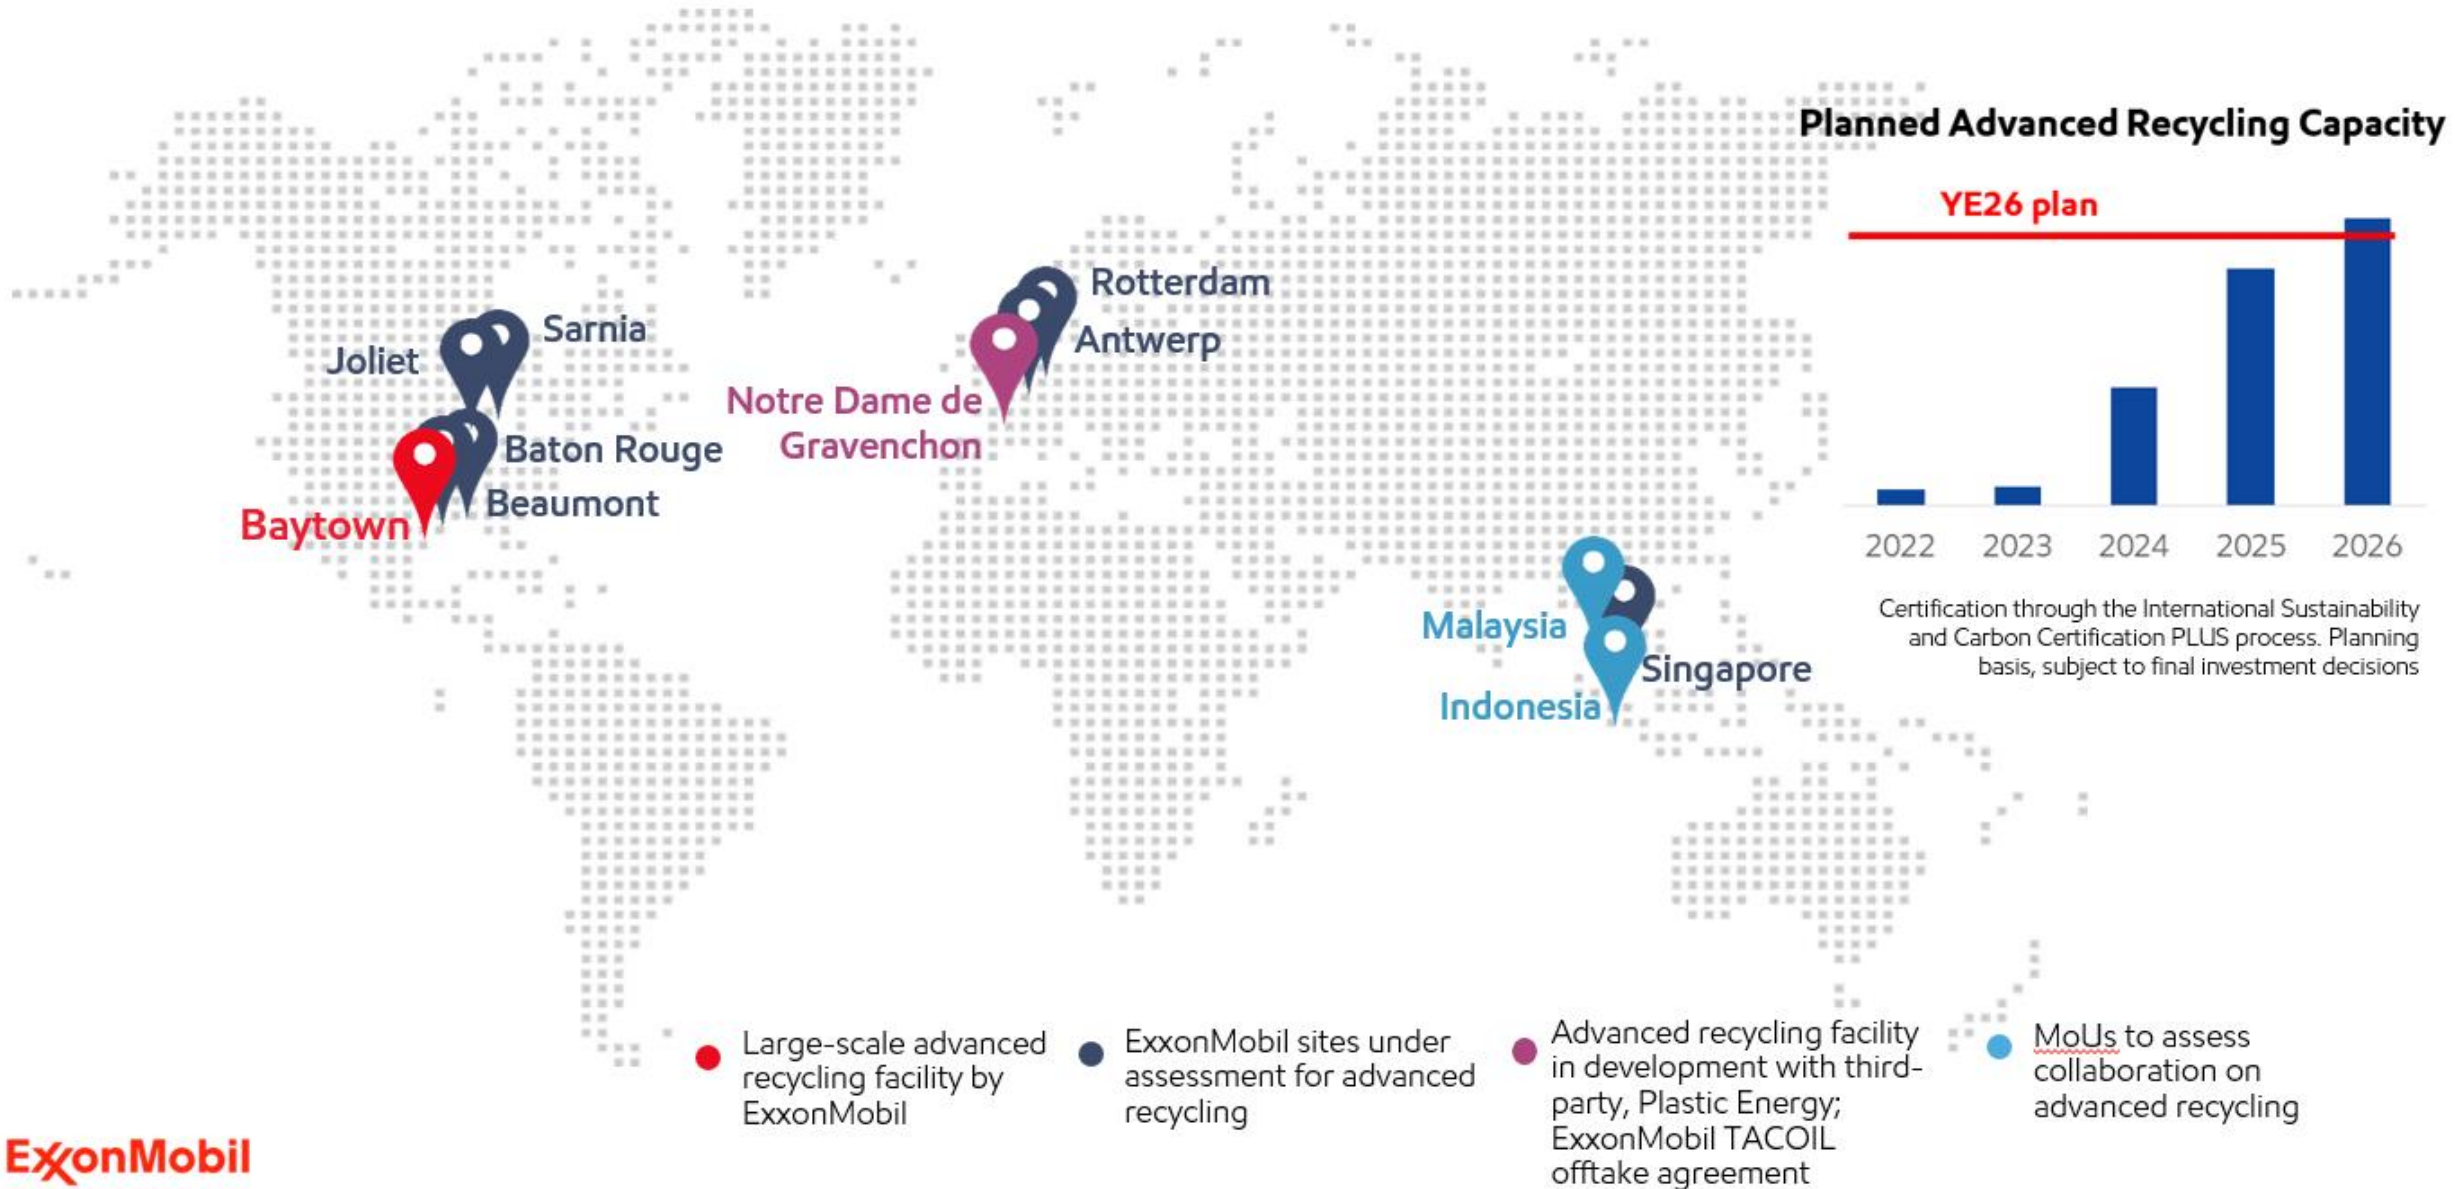 Planned Advanced Recycling Capacity
YE26 plan
2022 2023 2024 2025 2026
Certification through the International Sustainability
and Carbon Certification PLUS process. Planning
basis, subject to final investment decisions
Sarnia
Joliet
Baton Rouge
Beaumont
Baytown
Rotterdam
Antwerp
Notre Dame de
Gravenchon
Malaysia
Singapore
Indonesia
Large-scale advanced
recycling facility by
ExxonMobil
ExxonMobil sites under
assessment for advanced
recycling
Advanced recycling facility
in development with third-
party, Plastic Energy;
ExxonMobil TACOIL
offtake agreement
MoUs to assess
collaboration on
advanced recycling
ExxonMobil